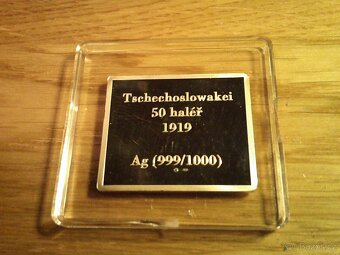 Tschechoslowakei
50 haléř
1919
Ag (999/1000)